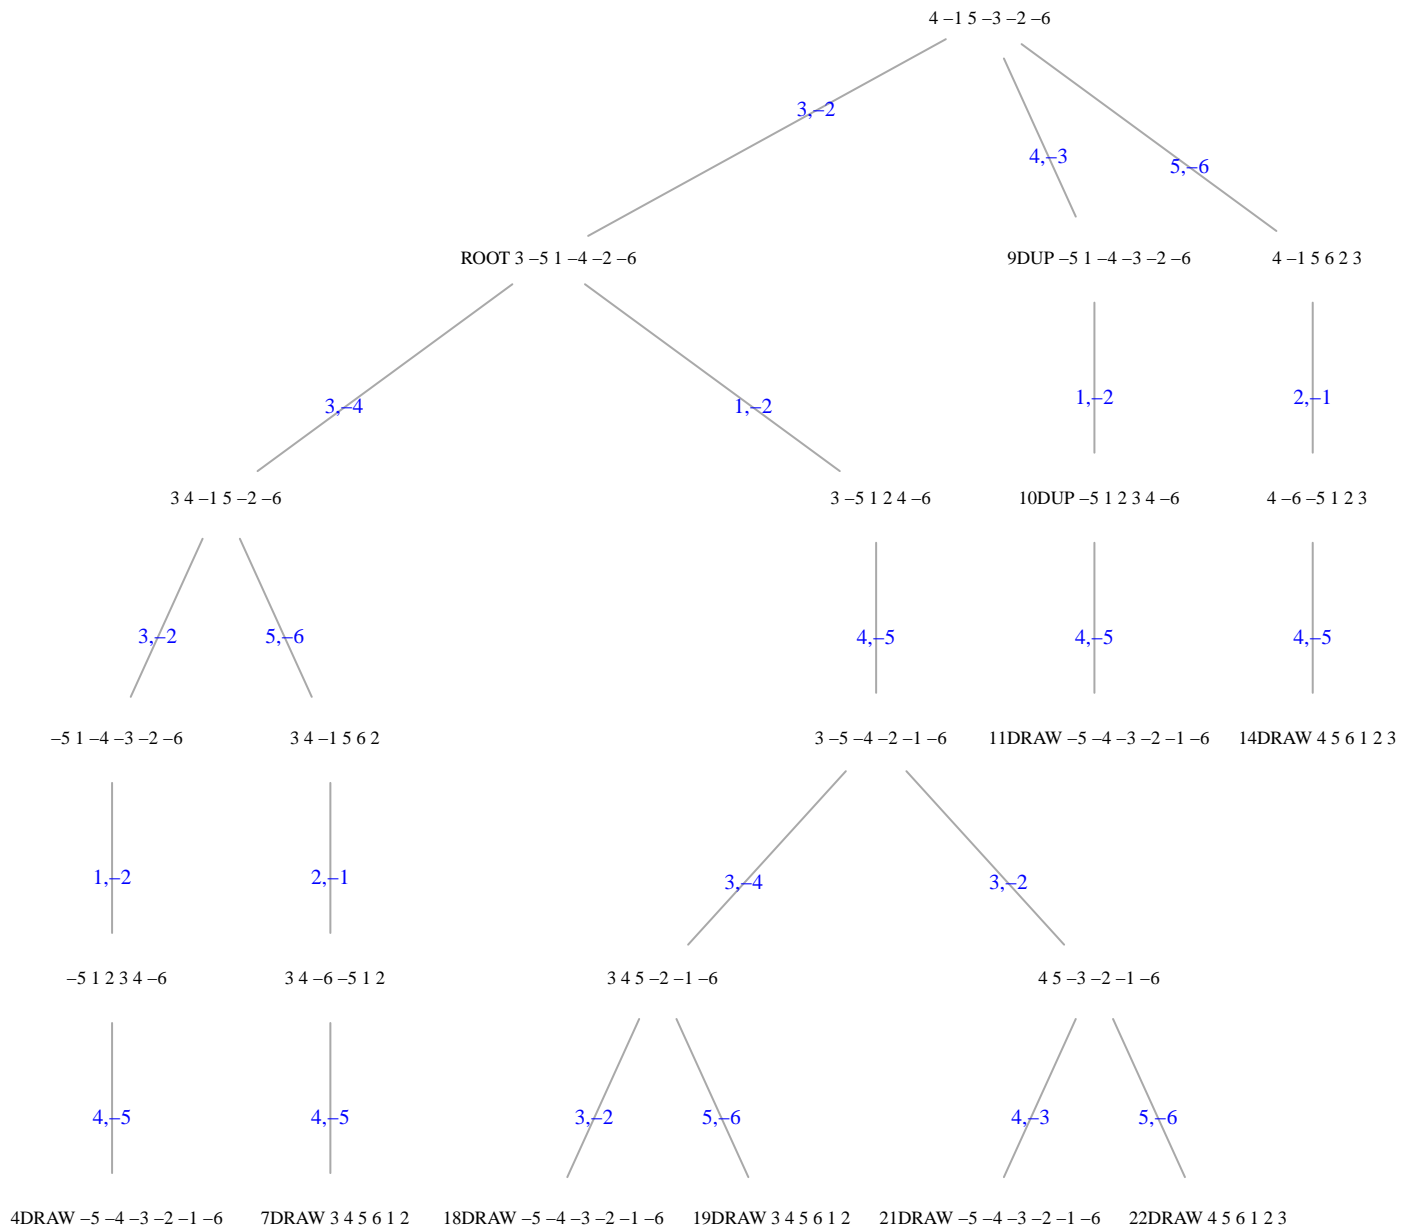 4 –1 5 –3 –2 –6
3,–2
4,–3
5,–6
ROOT 3 –5 1 –4 –2 –6
9DUP –5 1 –4 –3 –2 –6
4 –1 5 6 2 3
3,–4
1,–2
1,–2
2,–1
3 4 –1 5 –2 –6
3 –5 1 2 4 –6
10DUP –5 1 2 3 4 –6
4 –6 –5 1 2 3
3,–2
5,–6
4,–5
4,–5
4,–5
–5 1 –4 –3 –2 –6
3 4 –1 5 6 2
3 –5 –4 –2 –1 –6
11DRAW –5 –4 –3 –2 –1 –6
14DRAW 4 5 6 1 2 3
1,–2
2,–1
3,–4
3,–2
–5 1 2 3 4 –6
3 4 –6 –5 1 2
3 4 5 –2 –1 –6
4 5 –3 –2 –1 –6
4,–5
4,–5
3,–2
5,–6
4,–3
5,–6
4DRAW –5 –4 –3 –2 –1 –6
7DRAW 3 4 5 6 1 2
18DRAW –5 –4 –3 –2 –1 –6
19DRAW 3 4 5 6 1 2
21DRAW –5 –4 –3 –2 –1 –6
22DRAW 4 5 6 1 2 3